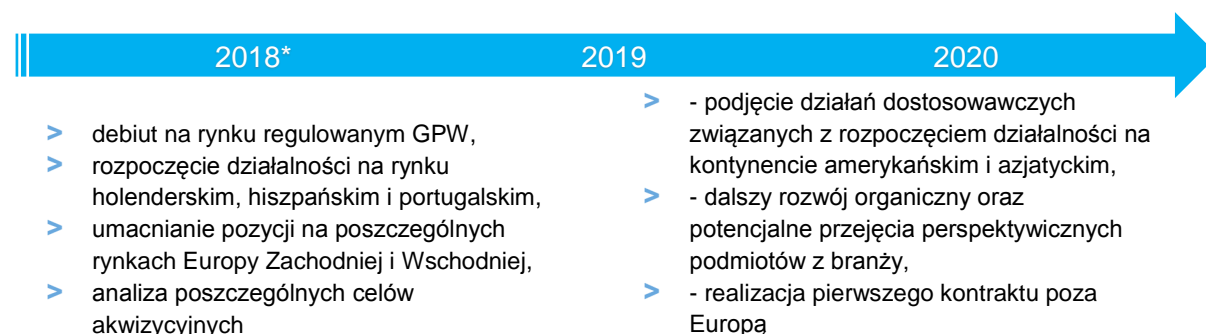 2018* 2019 2020
> debiut na rynku regulowanym GPW,
> rozpoczęcie działalności na rynku
holenderskim, hiszpańskim i portugalskim,
> umacnianie pozycji na poszczególnych
rynkach Europy Zachodniej i Wschodniej,
> analiza poszczególnych celów
akwizycyjnych
> - podjęcie działań dostosowawczych
związanych z rozpoczęciem działalności na
kontynencie amerykańskim i azjatyckim,
> - dalszy rozwój organiczny oraz
potencjalne przejęcia perspektywicznych
podmiotów z branży,
> - realizacja pierwszego kontraktu poza
Europą